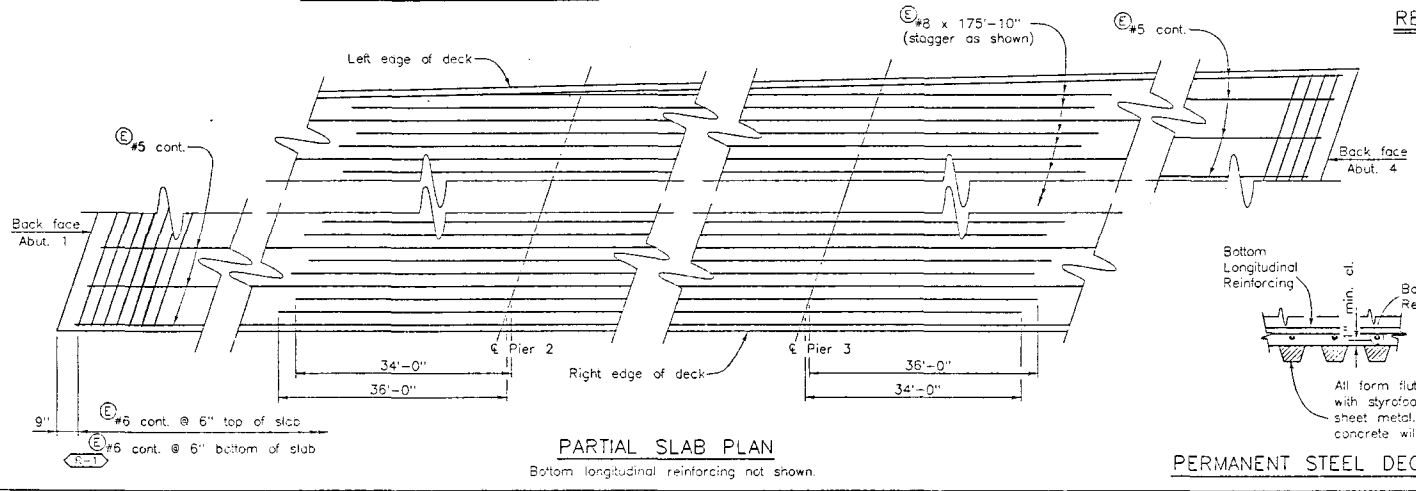 RE
Ⓔ #8 x 175'-10"
(stagger as shown)
Ⓔ #5 cont.
Left edge of deck
Ⓔ #5 cont.
Back face
Abut. 4
Back face
Abut. 1
Bottom
Longitudinal
Reinforcing
min. cl.
Bo
Re
℄ Pier 2
℄ Pier 3
34'-0"
36'-0"
Right edge of deck
36'-0"
34'-0"
All form flut
with styrofoa
sheet metal.
concrete wil
9"
Ⓔ #6 cont. @ 6" top of slab
Ⓔ #6 cont. @ 6" bottom of slab
PARTIAL SLAB PLAN
Bottom longitudinal reinforcing not shown.
PERMANENT STEEL DEC